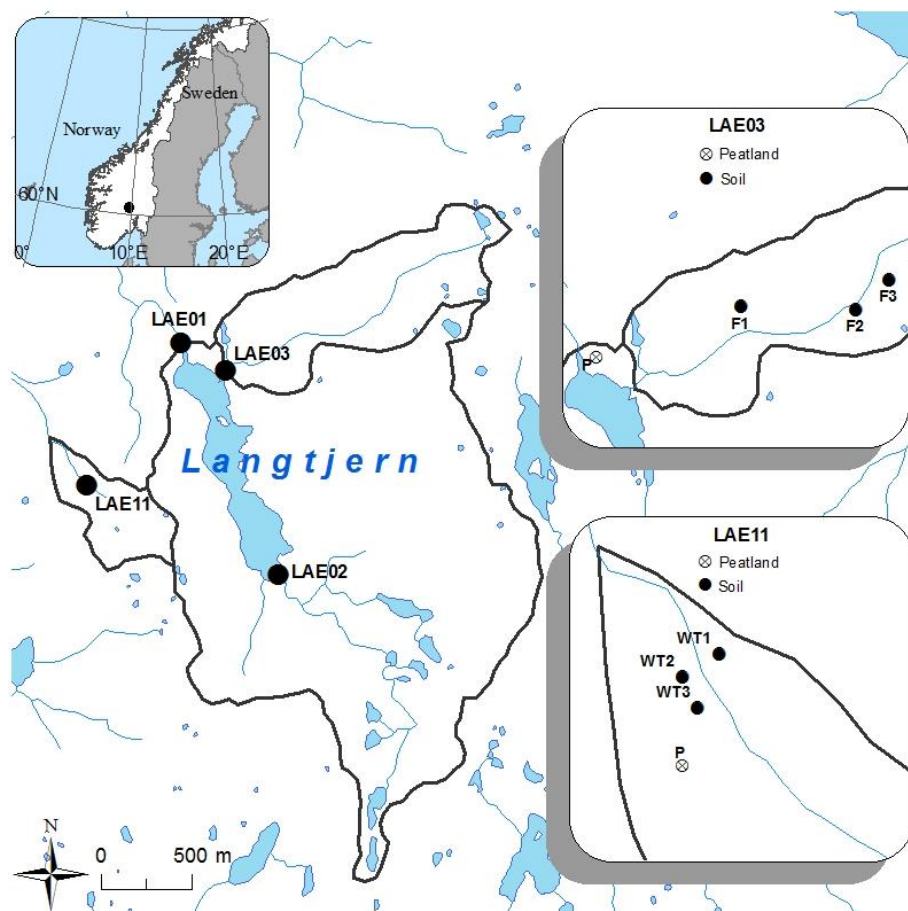 Sweden
Norway
60°N
0°
10°E
20°E
LAE01
LAE03
Langtjern
LAE11
LAE02
N
0
500 m
LAE03
Peatland
Soil
F1
F2
F3
P
LAE11
Peatland
Soil
WT1
WT2
WT3
P